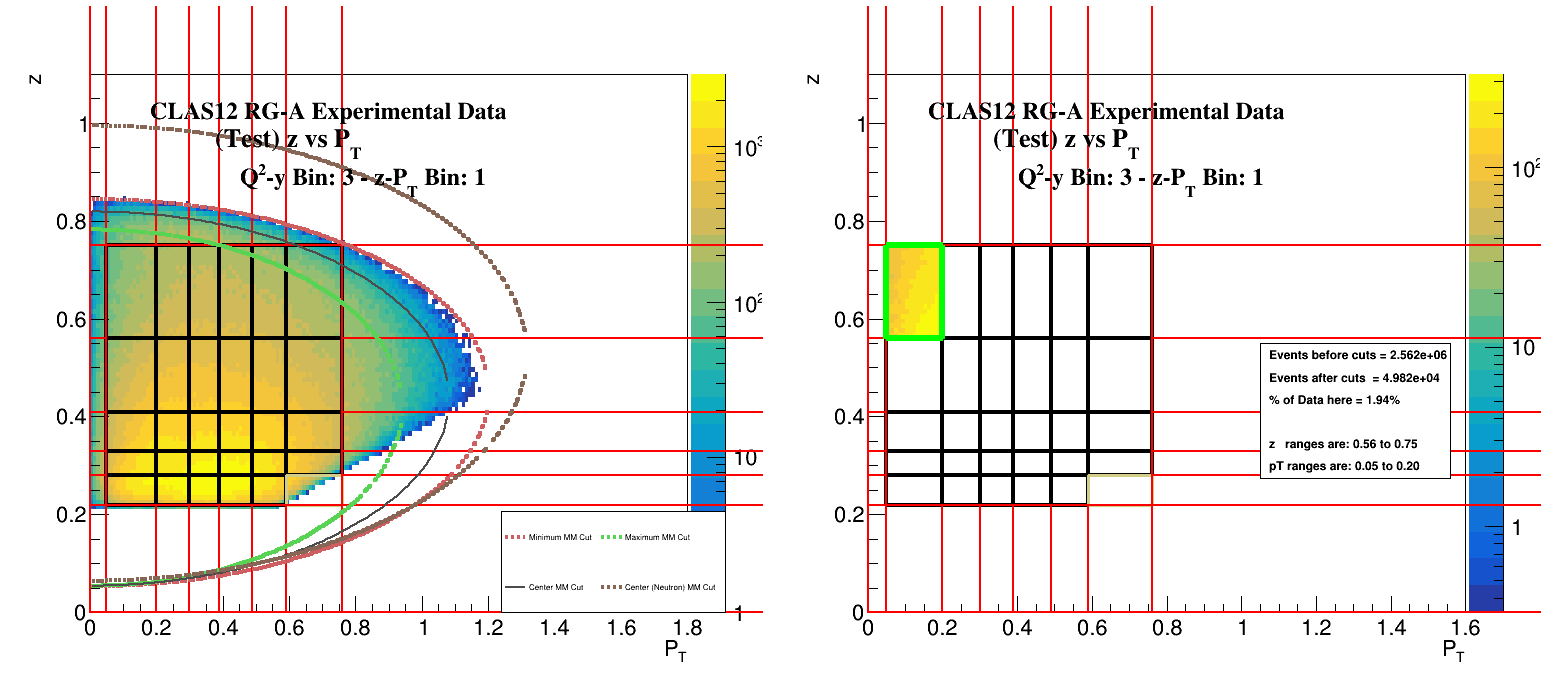 z
CLAS12 RG-A Experimental Data
(Test) z vs P_T
Q²-y Bin: 3 - z-P_T Bin: 1
1
0.8
0.6
0.4
0.2
0
0 0.2 0.4 0.6 0.8 1 1.2 1.6 1.8
P_T
10³
10²
10
1
Minimum MM Cut
Maximum MM Cut
Center MM Cut
Center (Neutron) MM Cut
z
CLAS12 RG-A Experimental Data
(Test) z vs P_T
Q²-y Bin: 3 - z-P_T Bin: 1
1
0.8
0.6
0.4
0.2
0
0 0.2 0.4 0.6 0.8 1 1.2 1.4 1.6
P_T
10²
10
1
Events before cuts = 2.562e+06
Events after cuts = 4.982e+04
% of Data here = 1.94%
z ranges are: 0.56 to 0.75
pT ranges are: 0.05 to 0.20